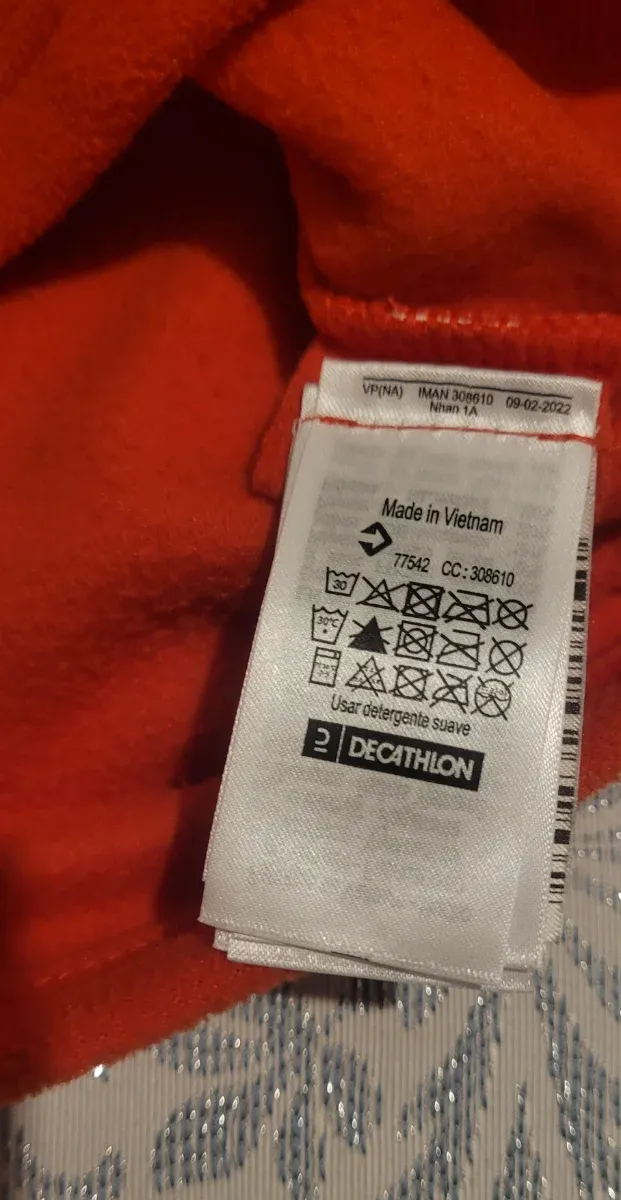 VP(NA) IMAN 308610 09-02-2022
Nhan 1A
Made in Vietnam
77542 CC: 308610
30
30°C
Usar detergente suave
DECATHLON